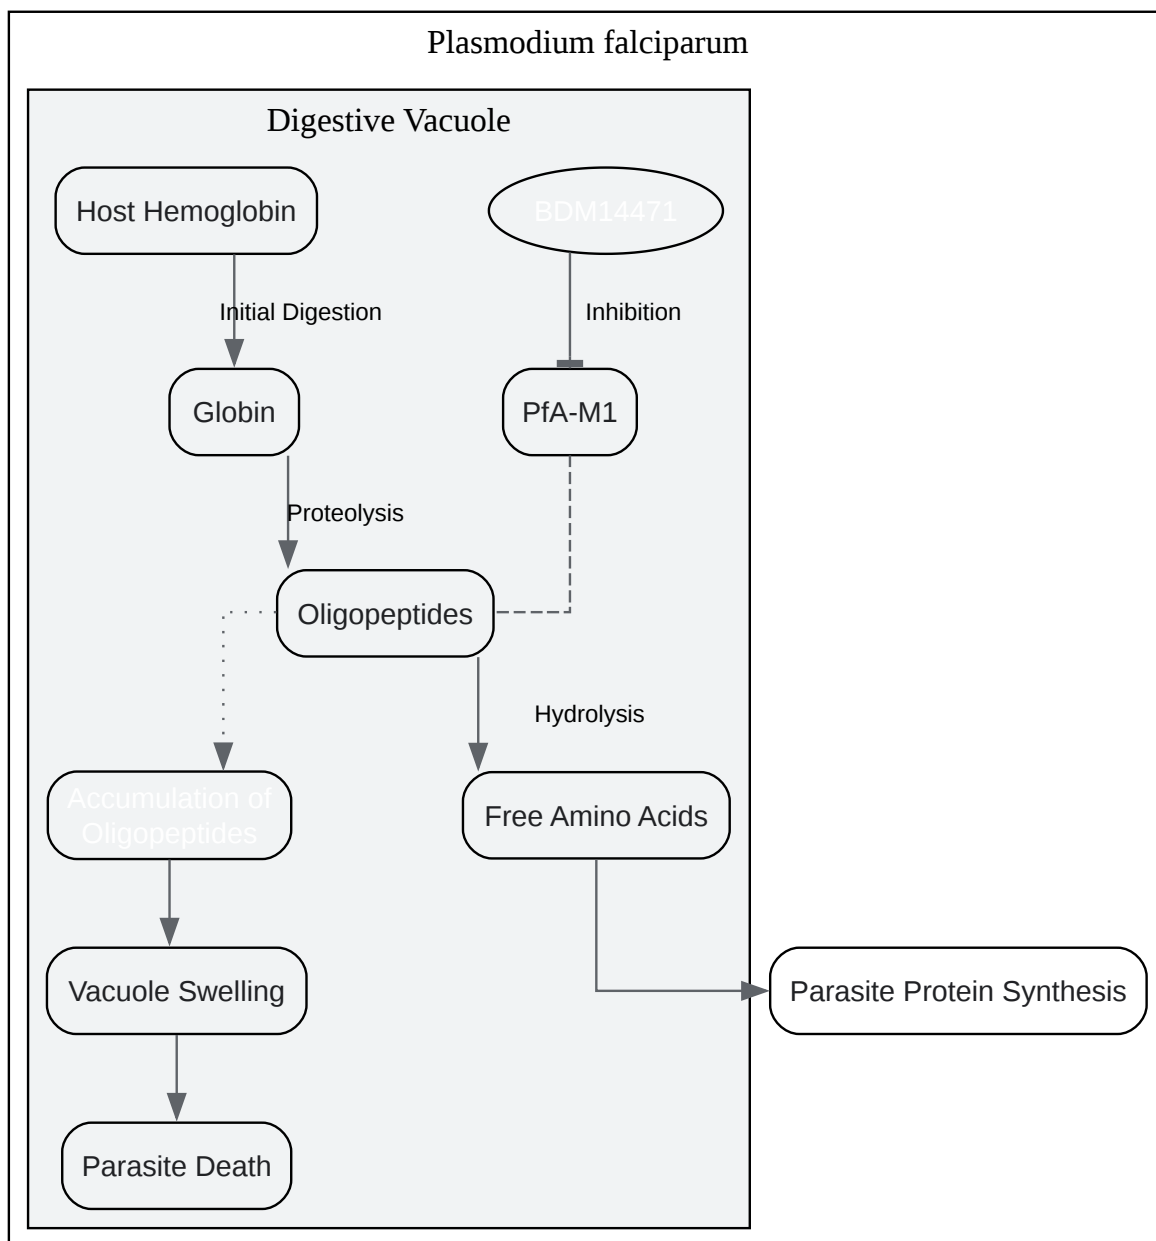 Plasmodium falciparum
Digestive Vacuole
Host Hemoglobin
BDM14471
Initial Digestion
Inhibition
Globin
PfA-M1
Proteolysis
Oligopeptides
Hydrolysis
Accumulation of
Oligopeptides
Free Amino Acids
Vacuole Swelling
Parasite Protein Synthesis
Parasite Death